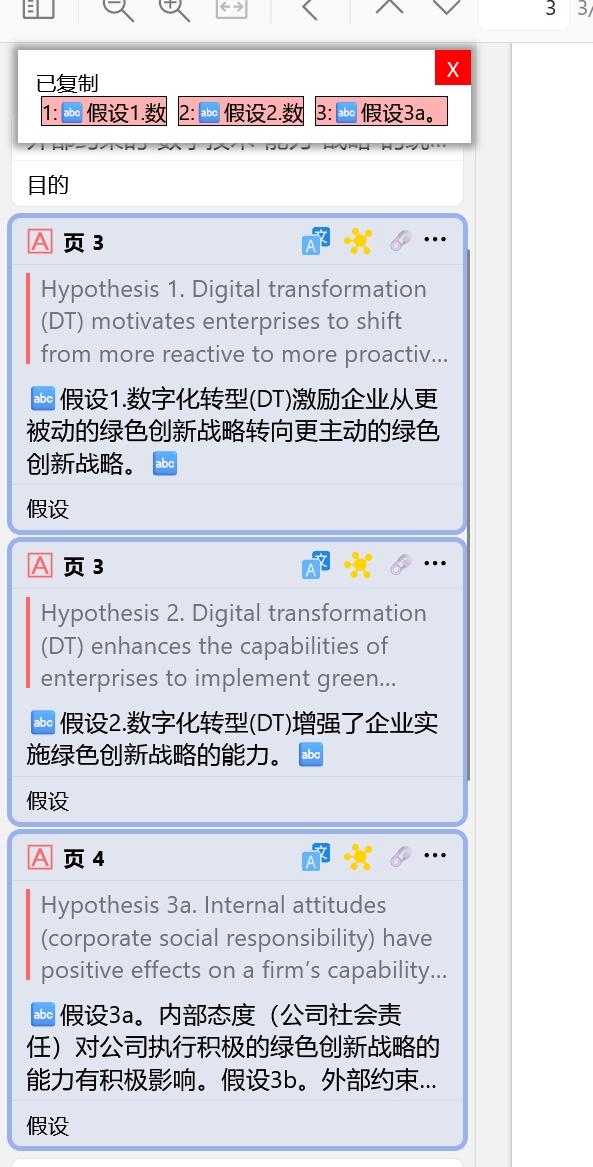 3 3/
已复制 X
1: abc 假设1.数 2: abc 假设2.数 3: abc 假设3a。
目的
页 3
Hypothesis 1. Digital transformation
(DT) motivates enterprises to shift
from more reactive to more proactiv...
abc 假设1.数字化转型(DT)激励企业从更
被动的绿色创新战略转向更主动的绿色
创新战略。 abc
假设
页 3
Hypothesis 2. Digital transformation
(DT) enhances the capabilities of
enterprises to implement green...
abc 假设2.数字化转型(DT)增强了企业实
施绿色创新战略的能力。 abc
假设
页 4
Hypothesis 3a. Internal attitudes
(corporate social responsibility) have
positive effects on a firm’s capability...
abc 假设3a。内部态度（公司社会责
任）对公司执行积极的绿色创新战略的
能力有积极影响。假设3b。外部约束...
假设